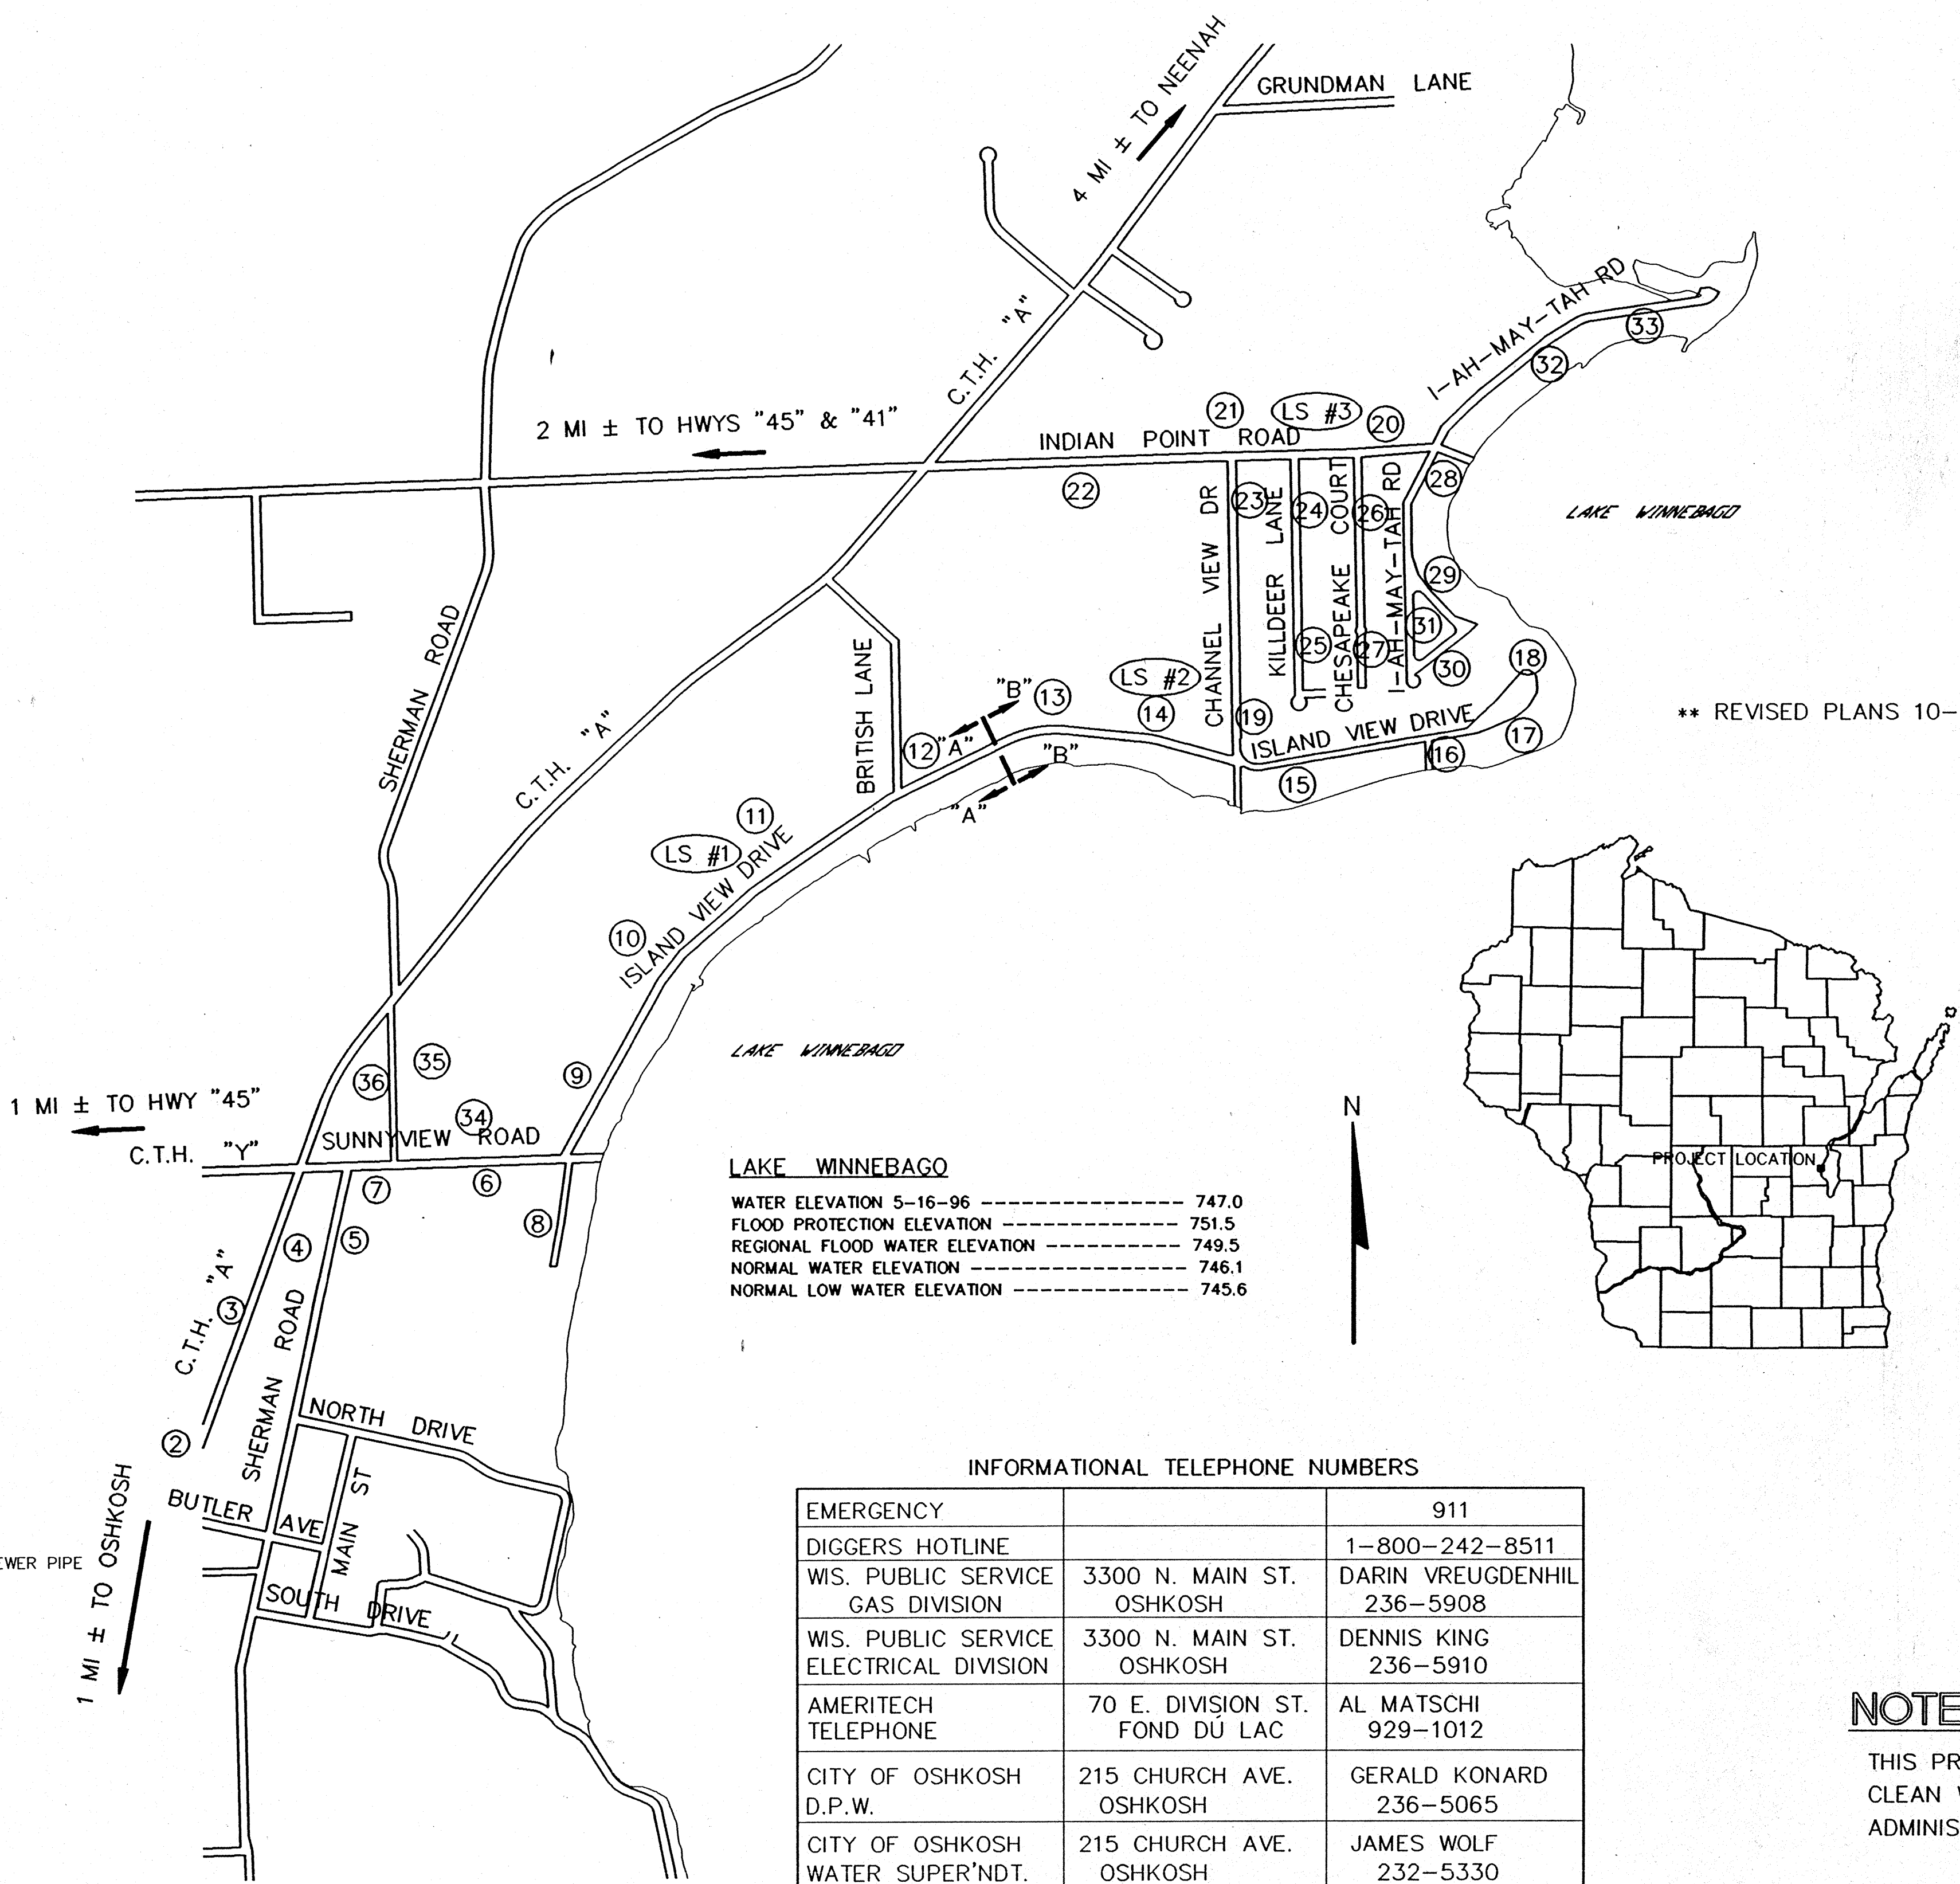 4 MI ± TO NEENAH
GRUNDMAN LANE
C.T.H. "A"
I-AH-MAY-TAH RD
33
32
2 MI ± TO HWYS "45" & "41"
21
LS #3
20
INDIAN POINT ROAD
22
28
LAKE WINNEBAGO
CHANNEL VIEW DR
23
KILLDEER LANE
24
CHESAPEAKE COURT
26
I-AH-MAY-TAH RD
29
31
25
27
30
18
SHERMAN ROAD
C.T.H. "A"
BRITISH LANE
LS #2
"B"
13
14
19
ISLAND VIEW DRIVE
17
16
15
12
"A"
"B"
"A"
** REVISED PLANS 10-
11
LS #1
ISLAND VIEW DRIVE
10
LAKE WINNEBAGO
35
36
9
34
1 MI ± TO HWY "45"
C.T.H. "Y"
SUNNYVIEW ROAD
7
6
8
4
5
3
C.T.H. "A"
SHERMAN ROAD
2
NORTH DRIVE
BUTLER AVE
MAIN ST
SOUTH DRIVE
1 MI ± TO OSHKOSH
EWER PIPE
N
PROJECT LOCATION
LAKE WINNEBAGO
WATER ELEVATION 5-16-96 ---------------- 747.0
FLOOD PROTECTION ELEVATION -------------- 751.5
REGIONAL FLOOD WATER ELEVATION ---------- 749.5
NORMAL WATER ELEVATION ----------------- 746.1
NORMAL LOW WATER ELEVATION -------------- 745.6
INFORMATIONAL TELEPHONE NUMBERS
EMERGENCY 911
DIGGERS HOTLINE 1-800-242-8511
WIS. PUBLIC SERVICE 3300 N. MAIN ST. DARIN VREUGDENHIL
GAS DIVISION OSHKOSH 236-5908
WIS. PUBLIC SERVICE 3300 N. MAIN ST. DENNIS KING
ELECTRICAL DIVISION OSHKOSH 236-5910
AMERITECH 70 E. DIVISION ST. AL MATSCHI
TELEPHONE FOND DU LAC 929-1012
CITY OF OSHKOSH 215 CHURCH AVE. GERALD KONARD
D.P.W. OSHKOSH 236-5065
CITY OF OSHKOSH 215 CHURCH AVE. JAMES WOLF
WATER SUPER'NDT. OSHKOSH 232-5330
NOTE
THIS PR
CLEAN
ADMINIS